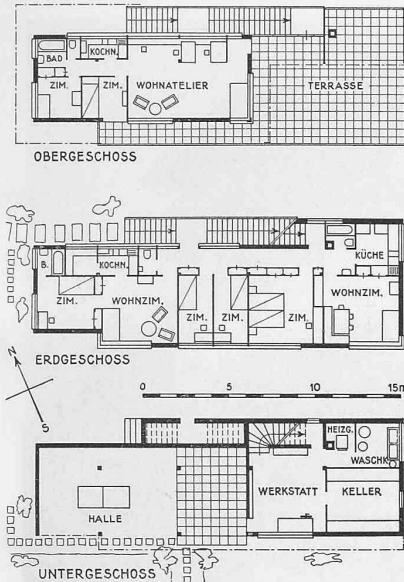 KOCHN.
BAD
ZIM. ZIM. WOHNATELIER TERRASSE
OBERGESCHOSS
B. KOCHN. KÜCHE
ZIM. WOHNZIM. ZIM. ZIM. ZIM. WOHNZIM.
ERDGESCHOSS
N
S
0 5 10 15m
HEIZG.
WASCHK.
WERKSTATT KELLER
HALLE
UNTERGESCHOSS